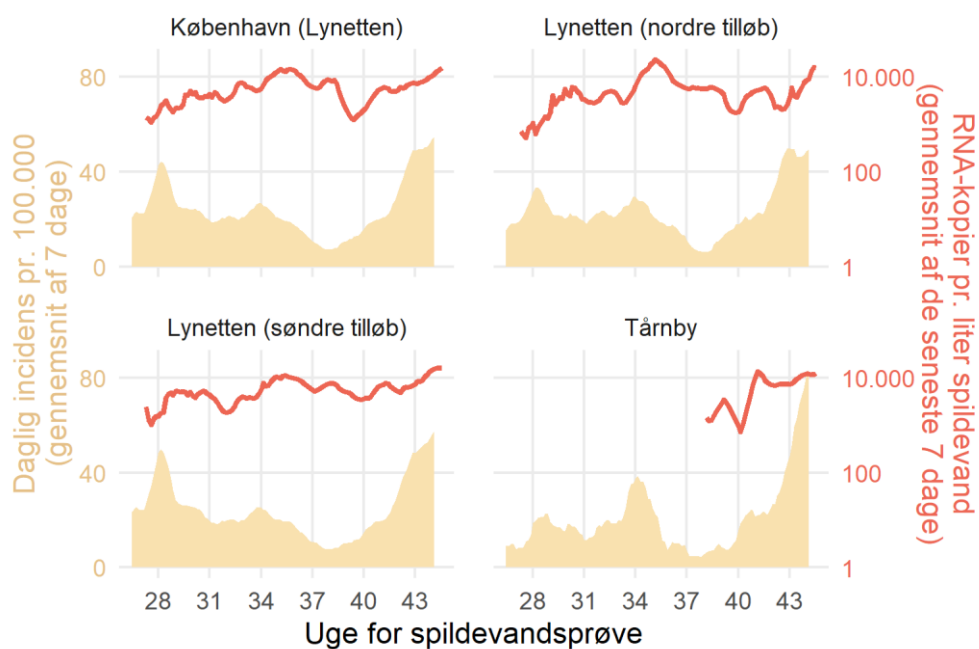 København (Lynetten)
Lynetten (nordre tilløb)
80
40
0
10.000
100
1
Lynetten (søndre tilløb)
Tårnby
80
40
0
10.000
100
1
28 31 34 37 40 43
28 31 34 37 40 43
Uge for spildevandsprøve
Daglig incidens pr. 100.000
(gennemsnit af 7 dage)
RNA-kopier pr. liter spildevand
(gennemsnit af de seneste 7 dage)